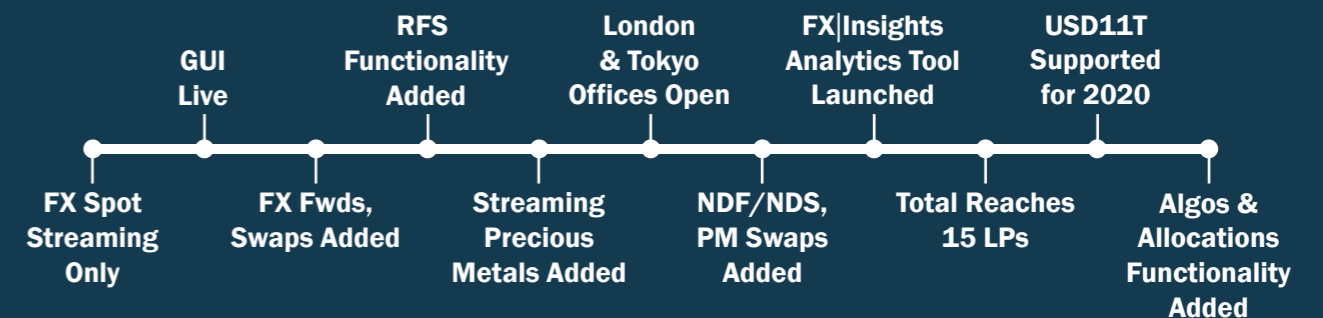 FX Spot
Streaming
Only
GUI
Live
FX Fwds,
Swaps Added
RFS
Functionality
Added
Streaming
Precious
Metals Added
London
& Tokyo
Offices Open
NDF/NDS,
PM Swaps
Added
FX|Insights
Analytics Tool
Launched
Total Reaches
15 LPs
USD11T
Supported
for 2020
Algos &
Allocations
Functionality
Added